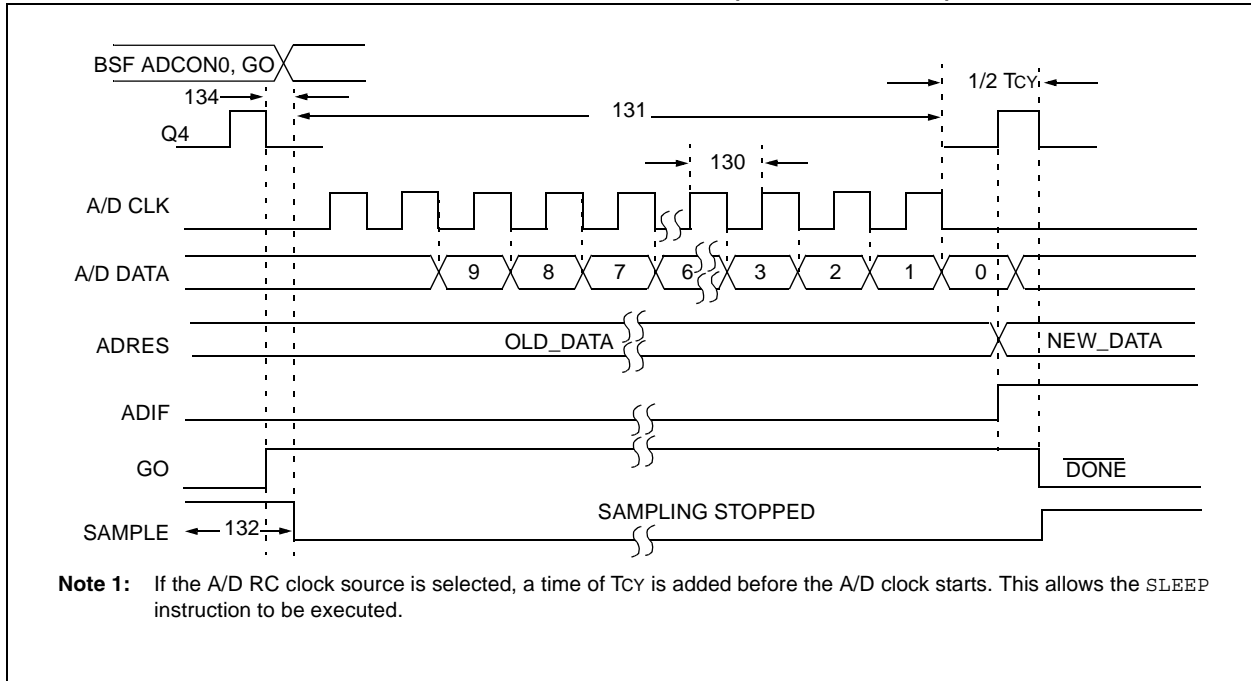 BSF ADCON0, GO
134
1/2 TCY
131
Q4
130
A/D CLK
A/D DATA
9 8 7 6 3 2 1 0
ADRES
OLD_DATA
NEW_DATA
ADIF
GO
DONE
SAMPLING STOPPED
SAMPLE
132
Note 1: If the A/D RC clock source is selected, a time of TCY is added before the A/D clock starts. This allows the SLEEP
instruction to be executed.